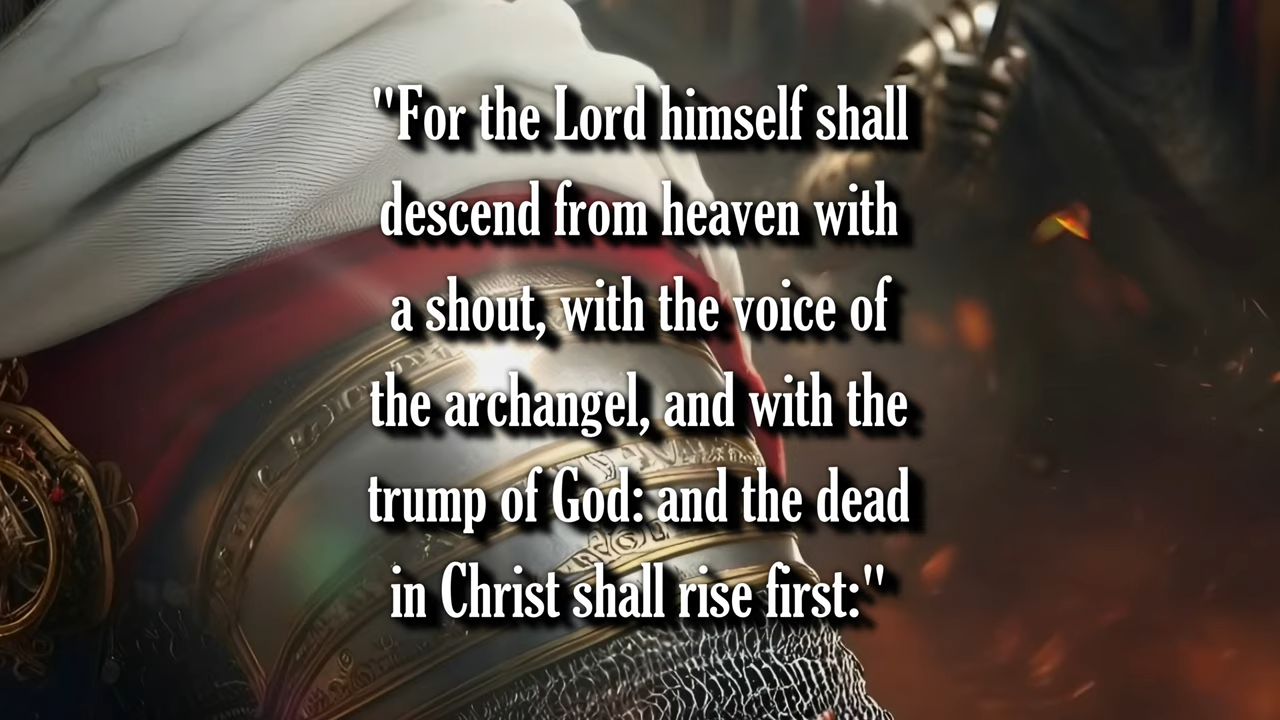 "For the Lord himself shall
descend from heaven with
a shout, with the voice of
the archangel, and with the
trump of God: and the dead
in Christ shall rise first:"